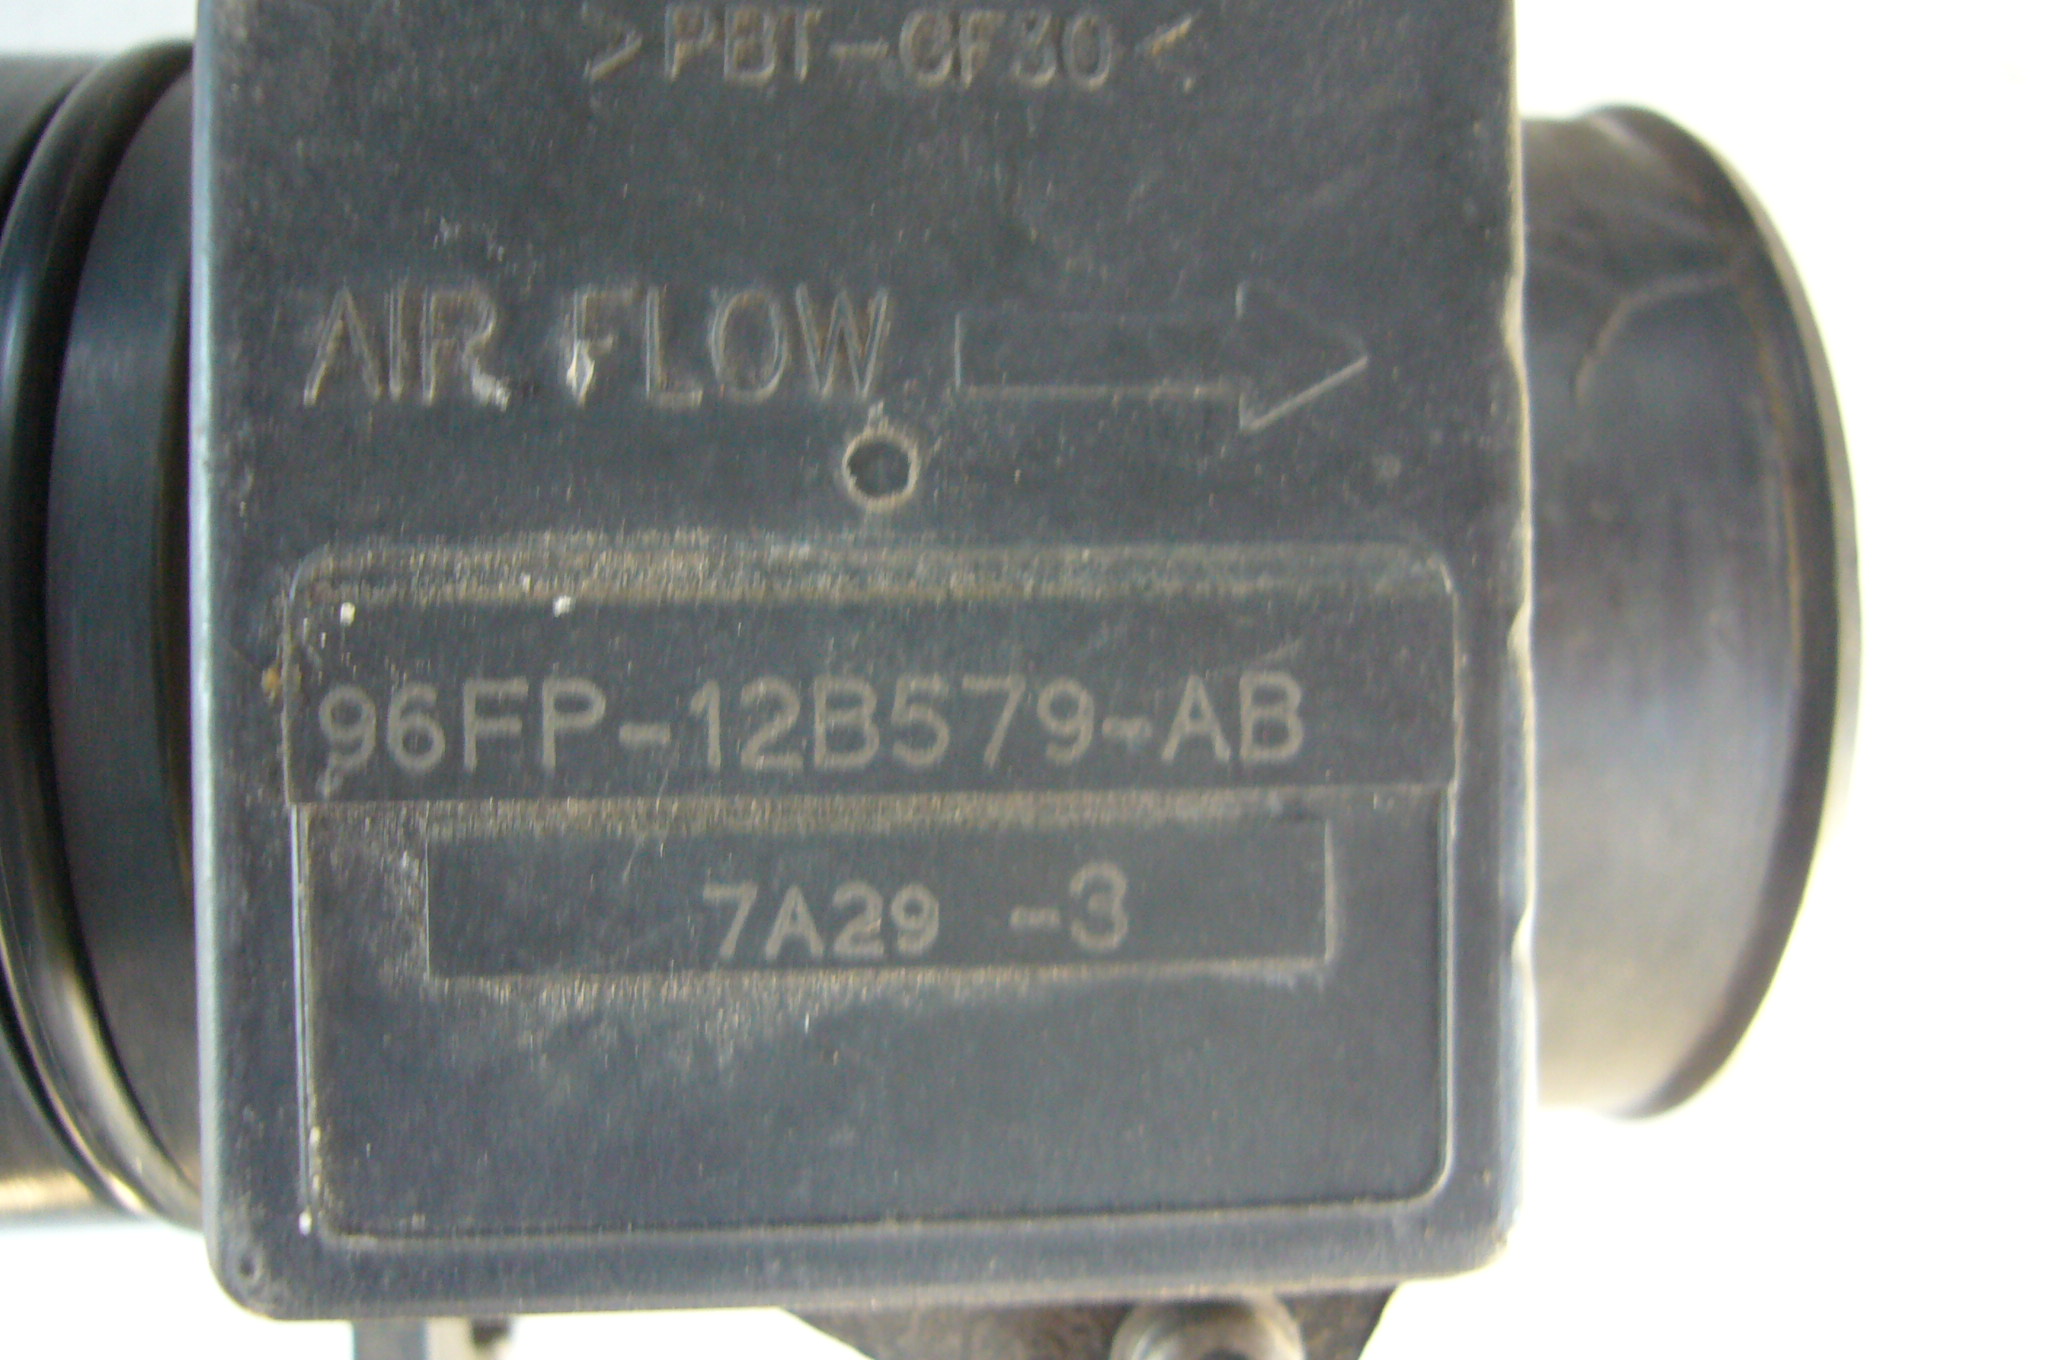 >PBT-GF30<
AIR FLOW
96FP-12B579-AB
7A29 -3